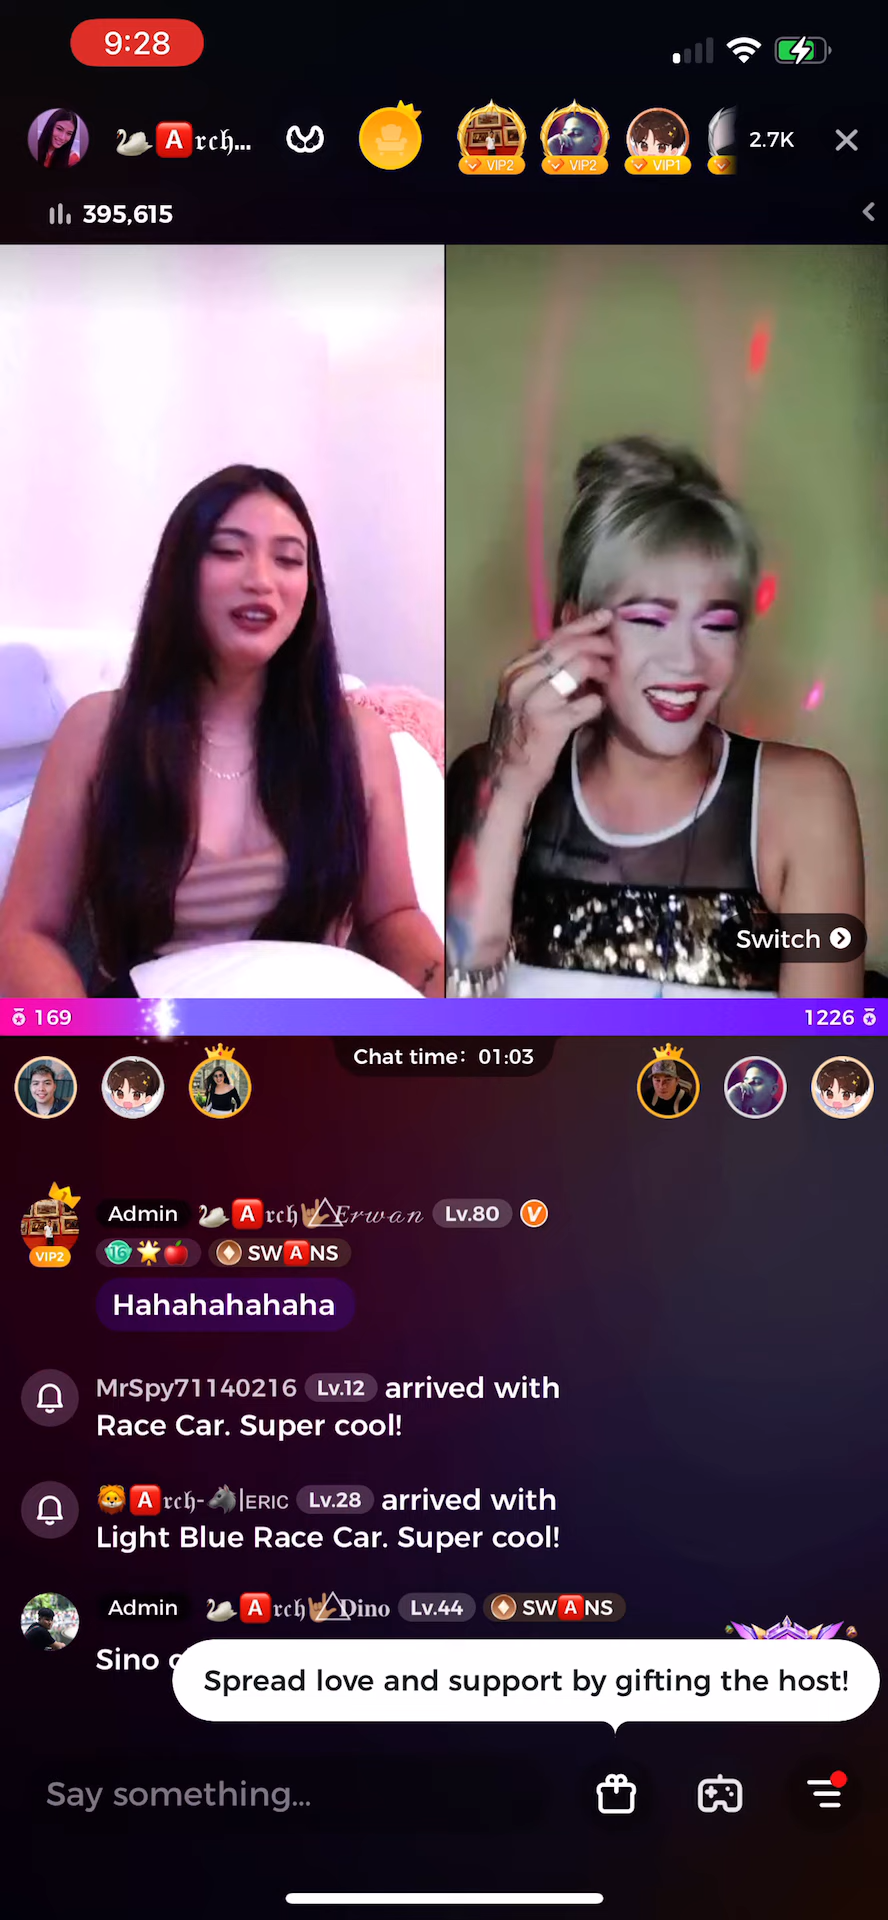 9:28
🦢🅰️𝔯𝔠𝔥...
VIP2
VIP2
VIP1
2.7K
395,615
Switch
169
1226
Chat time: 01:03
Admin 🦢🅰️𝔯𝔠𝔥🤟🏽△𝓔𝓻𝔀𝓪𝓷 Lv.80 V
VIP2
16 🌟🍎 SW🅰️NS
Hahahahahaha
MrSpy71140216 Lv.12 arrived with
Race Car. Super cool!
🦁🅰️𝔯𝔠𝔥-🐴|ERIC Lv.28 arrived with
Light Blue Race Car. Super cool!
Admin 🦢🅰️𝔯𝔠𝔥🤟🏽△𝐃𝐢𝐧𝐨 Lv.44 SW🅰️NS
Sino
Spread love and support by gifting the host!
Say something...